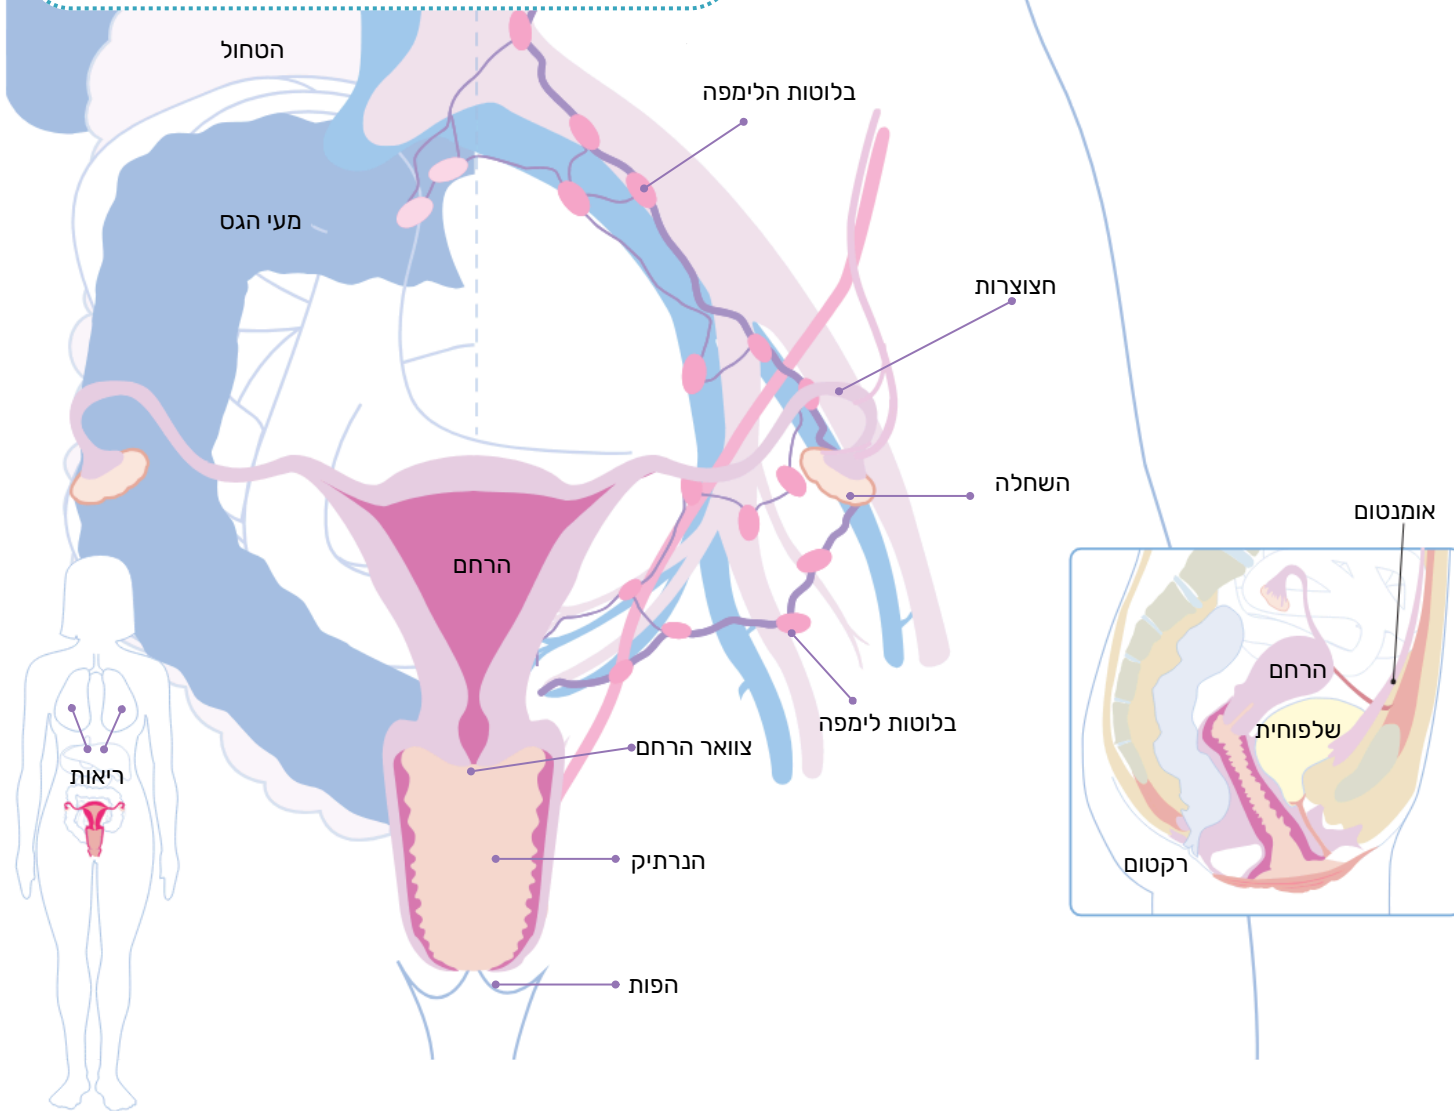 הטחול
בלוטות הלימפה
מעי הגס
חצוצרות
השחלה
אומנטום
הרחם
הרחם
שלפוחית
בלוטות לימפה
צוואר הרחם
ריאות
הנרתיק
רקטום
הפות